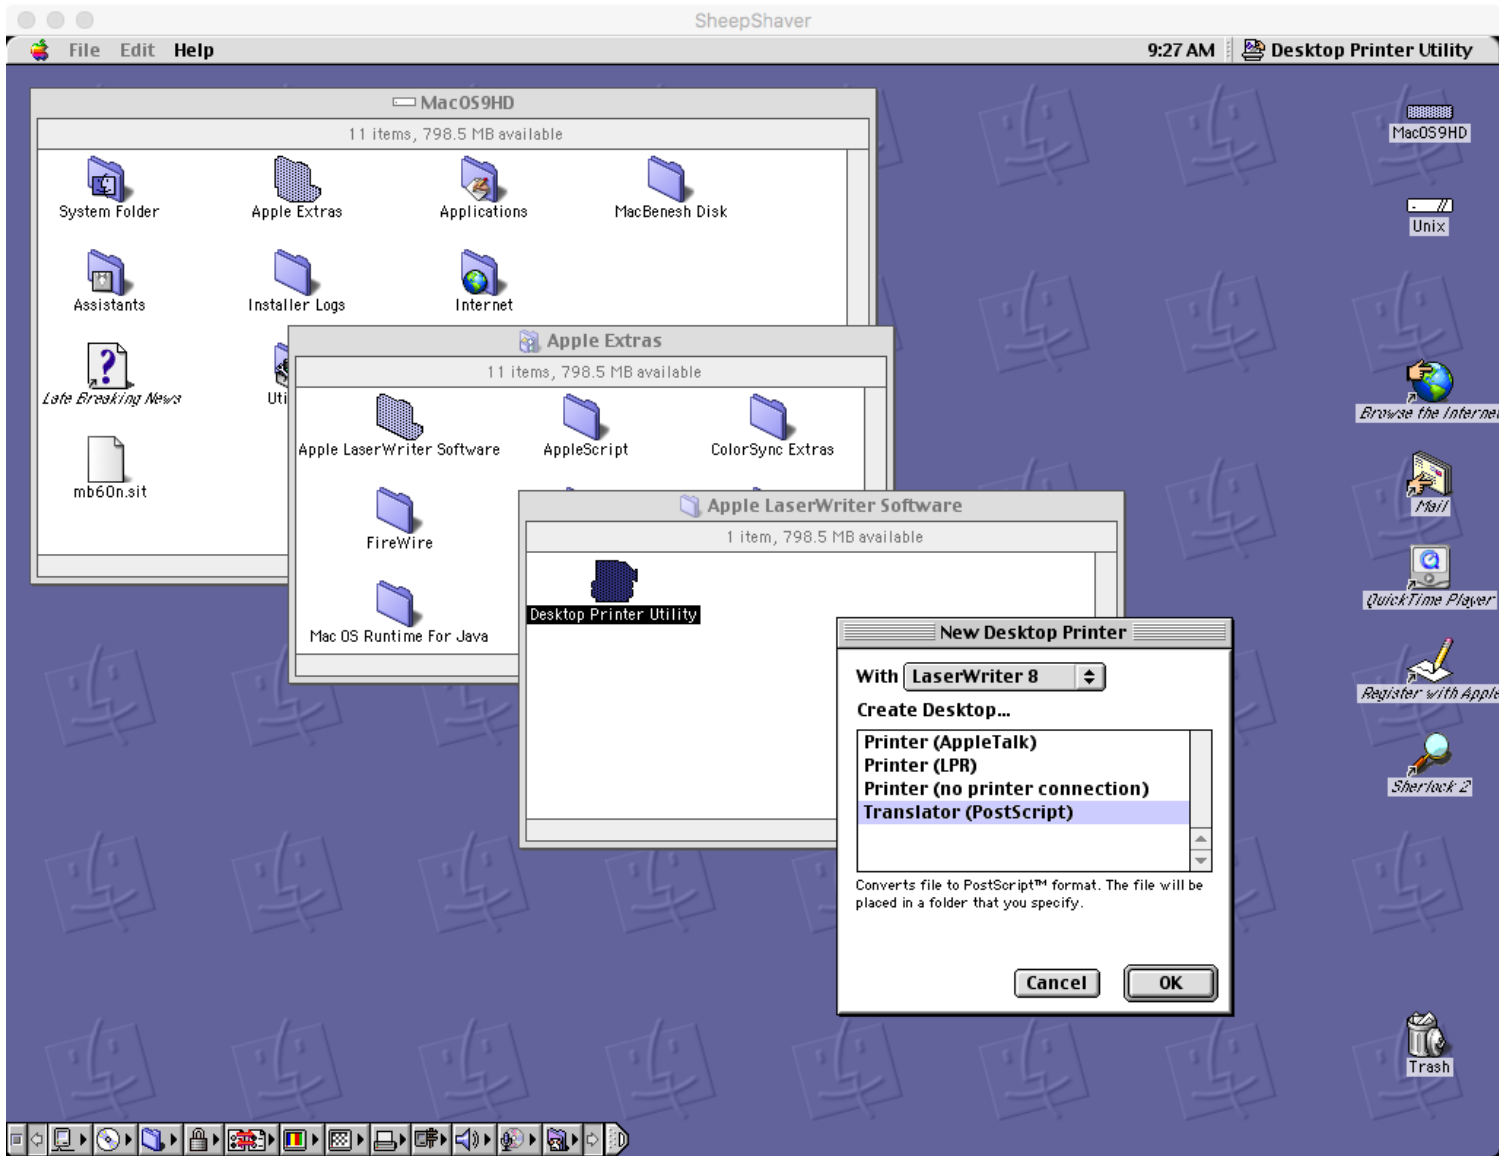 SheepShaver
File Edit Help
9:27 AM Desktop Printer Utility
MacOS9HD
11 items, 798.5 MB available
System Folder
Apple Extras
Applications
MacBenesh Disk
Assistants
Installer Logs
Internet
Late Breaking News
Uti
mb60n.sit
Apple Extras
11 items, 798.5 MB available
Apple LaserWriter Software
AppleScript
ColorSync Extras
FireWire
Mac OS Runtime For Java
Apple LaserWriter Software
1 item, 798.5 MB available
Desktop Printer Utility
New Desktop Printer
With LaserWriter 8
Create Desktop...
Printer (AppleTalk)
Printer (LPR)
Printer (no printer connection)
Translator (PostScript)
Converts file to PostScript™ format. The file will be
placed in a folder that you specify.
Cancel OK
MacOS9HD
Unix
Browse the Internet
Mail
QuickTime Player
Register with Apple
Sherlock 2
Trash